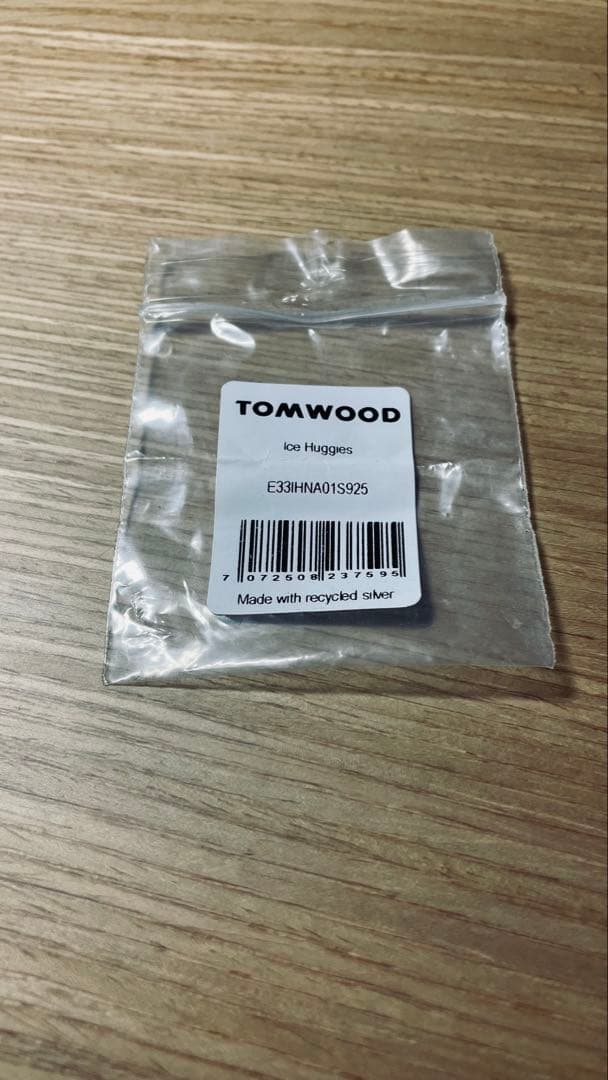 TOMWOOD
Ice Huggies
E33IHNA01S925
7 072508 237595
Made with recycled silver